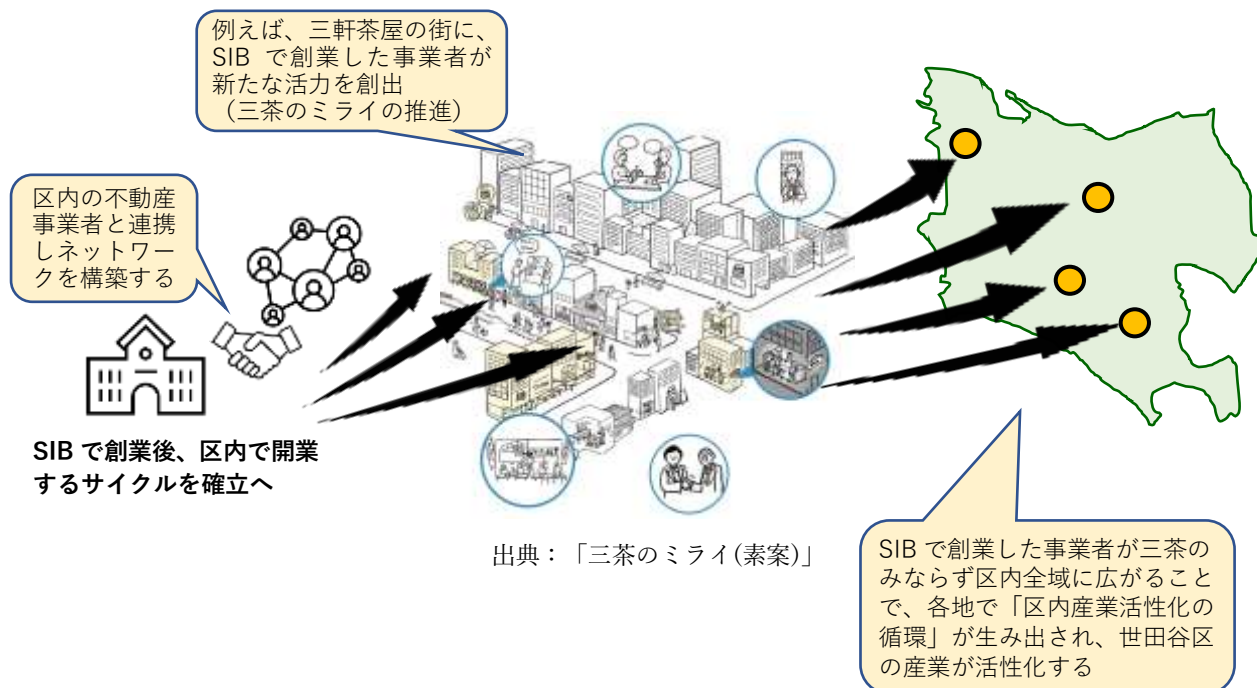 例えば、三軒茶屋の街に、
SIB で創業した事業者が
新たな活力を創出
（三茶のミライの推進）
区内の不動産
事業者と連携
しネットワー
クを構築する
SIB で創業後、区内で開業
するサイクルを確立へ
出典：「三茶のミライ(素案)」
SIB で創業した事業者が三茶の
みならず区内全域に広がること
で、各地で「区内産業活性化の
循環」が生み出され、世田谷区
の産業が活性化する